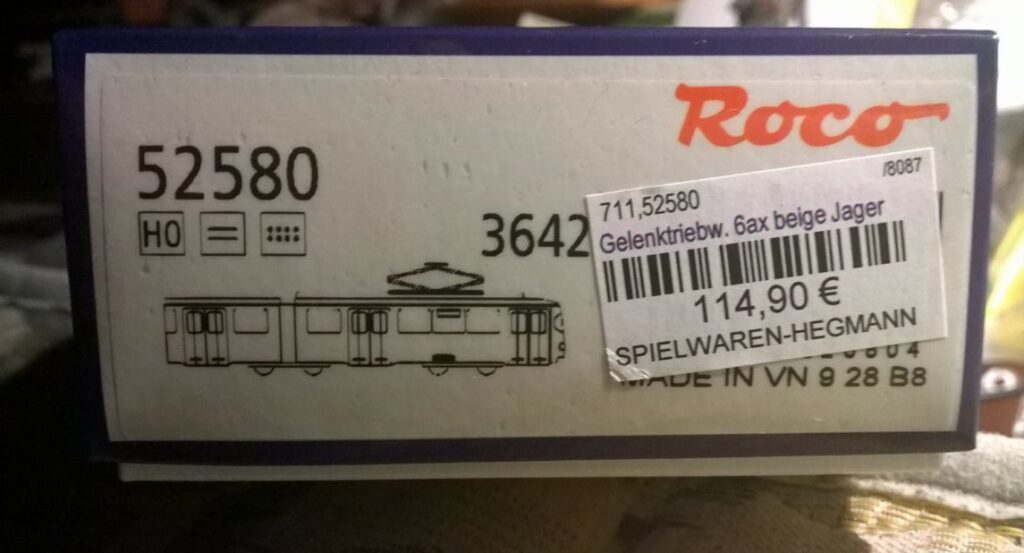 Roco
52580
H0
3642
/8087
711,52580
Gelenktriebw. 6ax beige Jager
114,90 €
SPIELWAREN-HEGMANN
MADE IN VN 9 28 B8